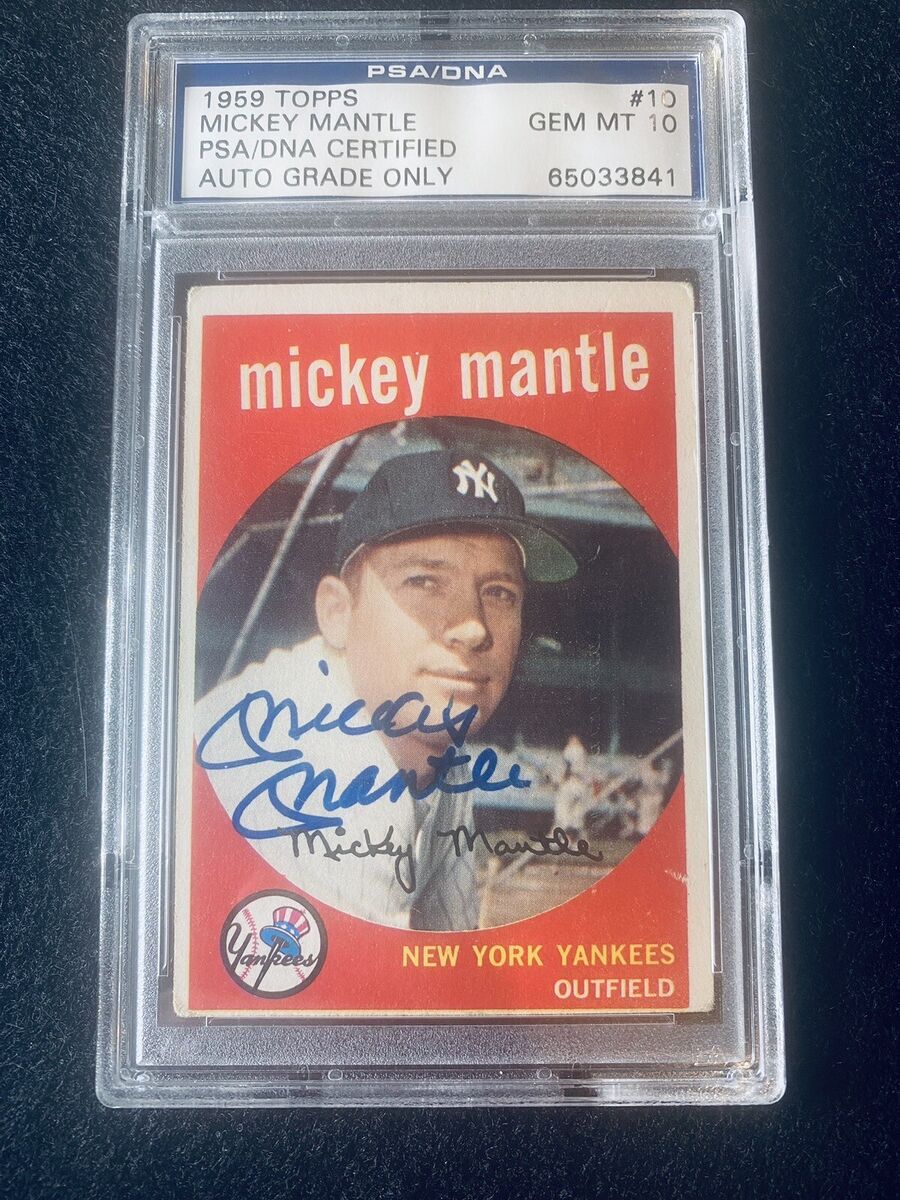 PSA/DNA
1959 TOPPS #10
MICKEY MANTLE GEM MT 10
PSA/DNA CERTIFIED
AUTO GRADE ONLY 65033841
mickey mantle
NY
Mickey
Mantle
Mickey Mantle
Yankees
NEW YORK YANKEES
OUTFIELD